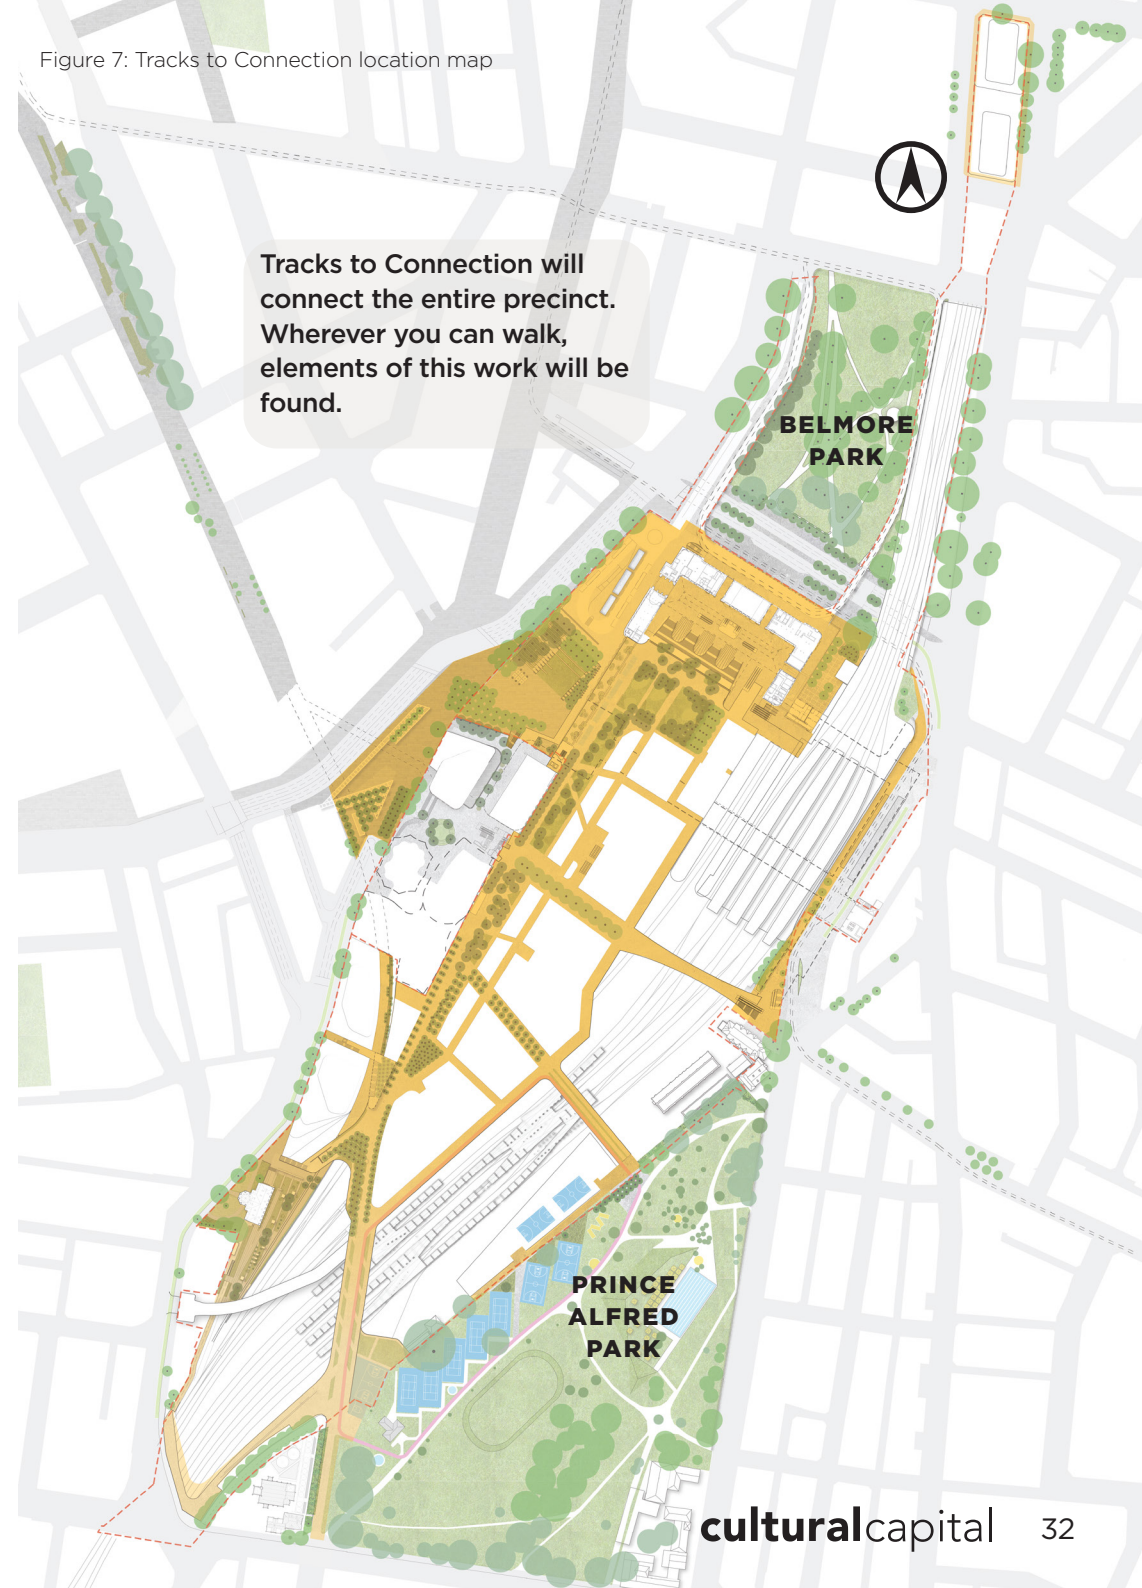 Figure 7: Tracks to Connection location map
Tracks to Connection will
connect the entire precinct.
Wherever you can walk,
elements of this work will be
found.
BELMORE
PARK
PRINCE
ALFRED
PARK
culturalcapital 32